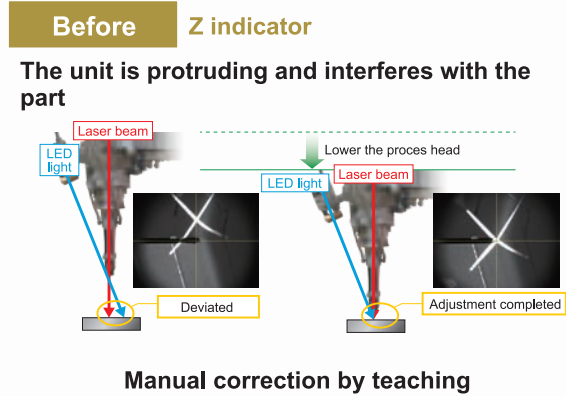 Before
Z indicator
The unit is protruding and interferes with the
part
Laser beam
LED
light
Lower the proces head
LED light
Laser beam
Deviated
Adjustment completed
Manual correction by teaching